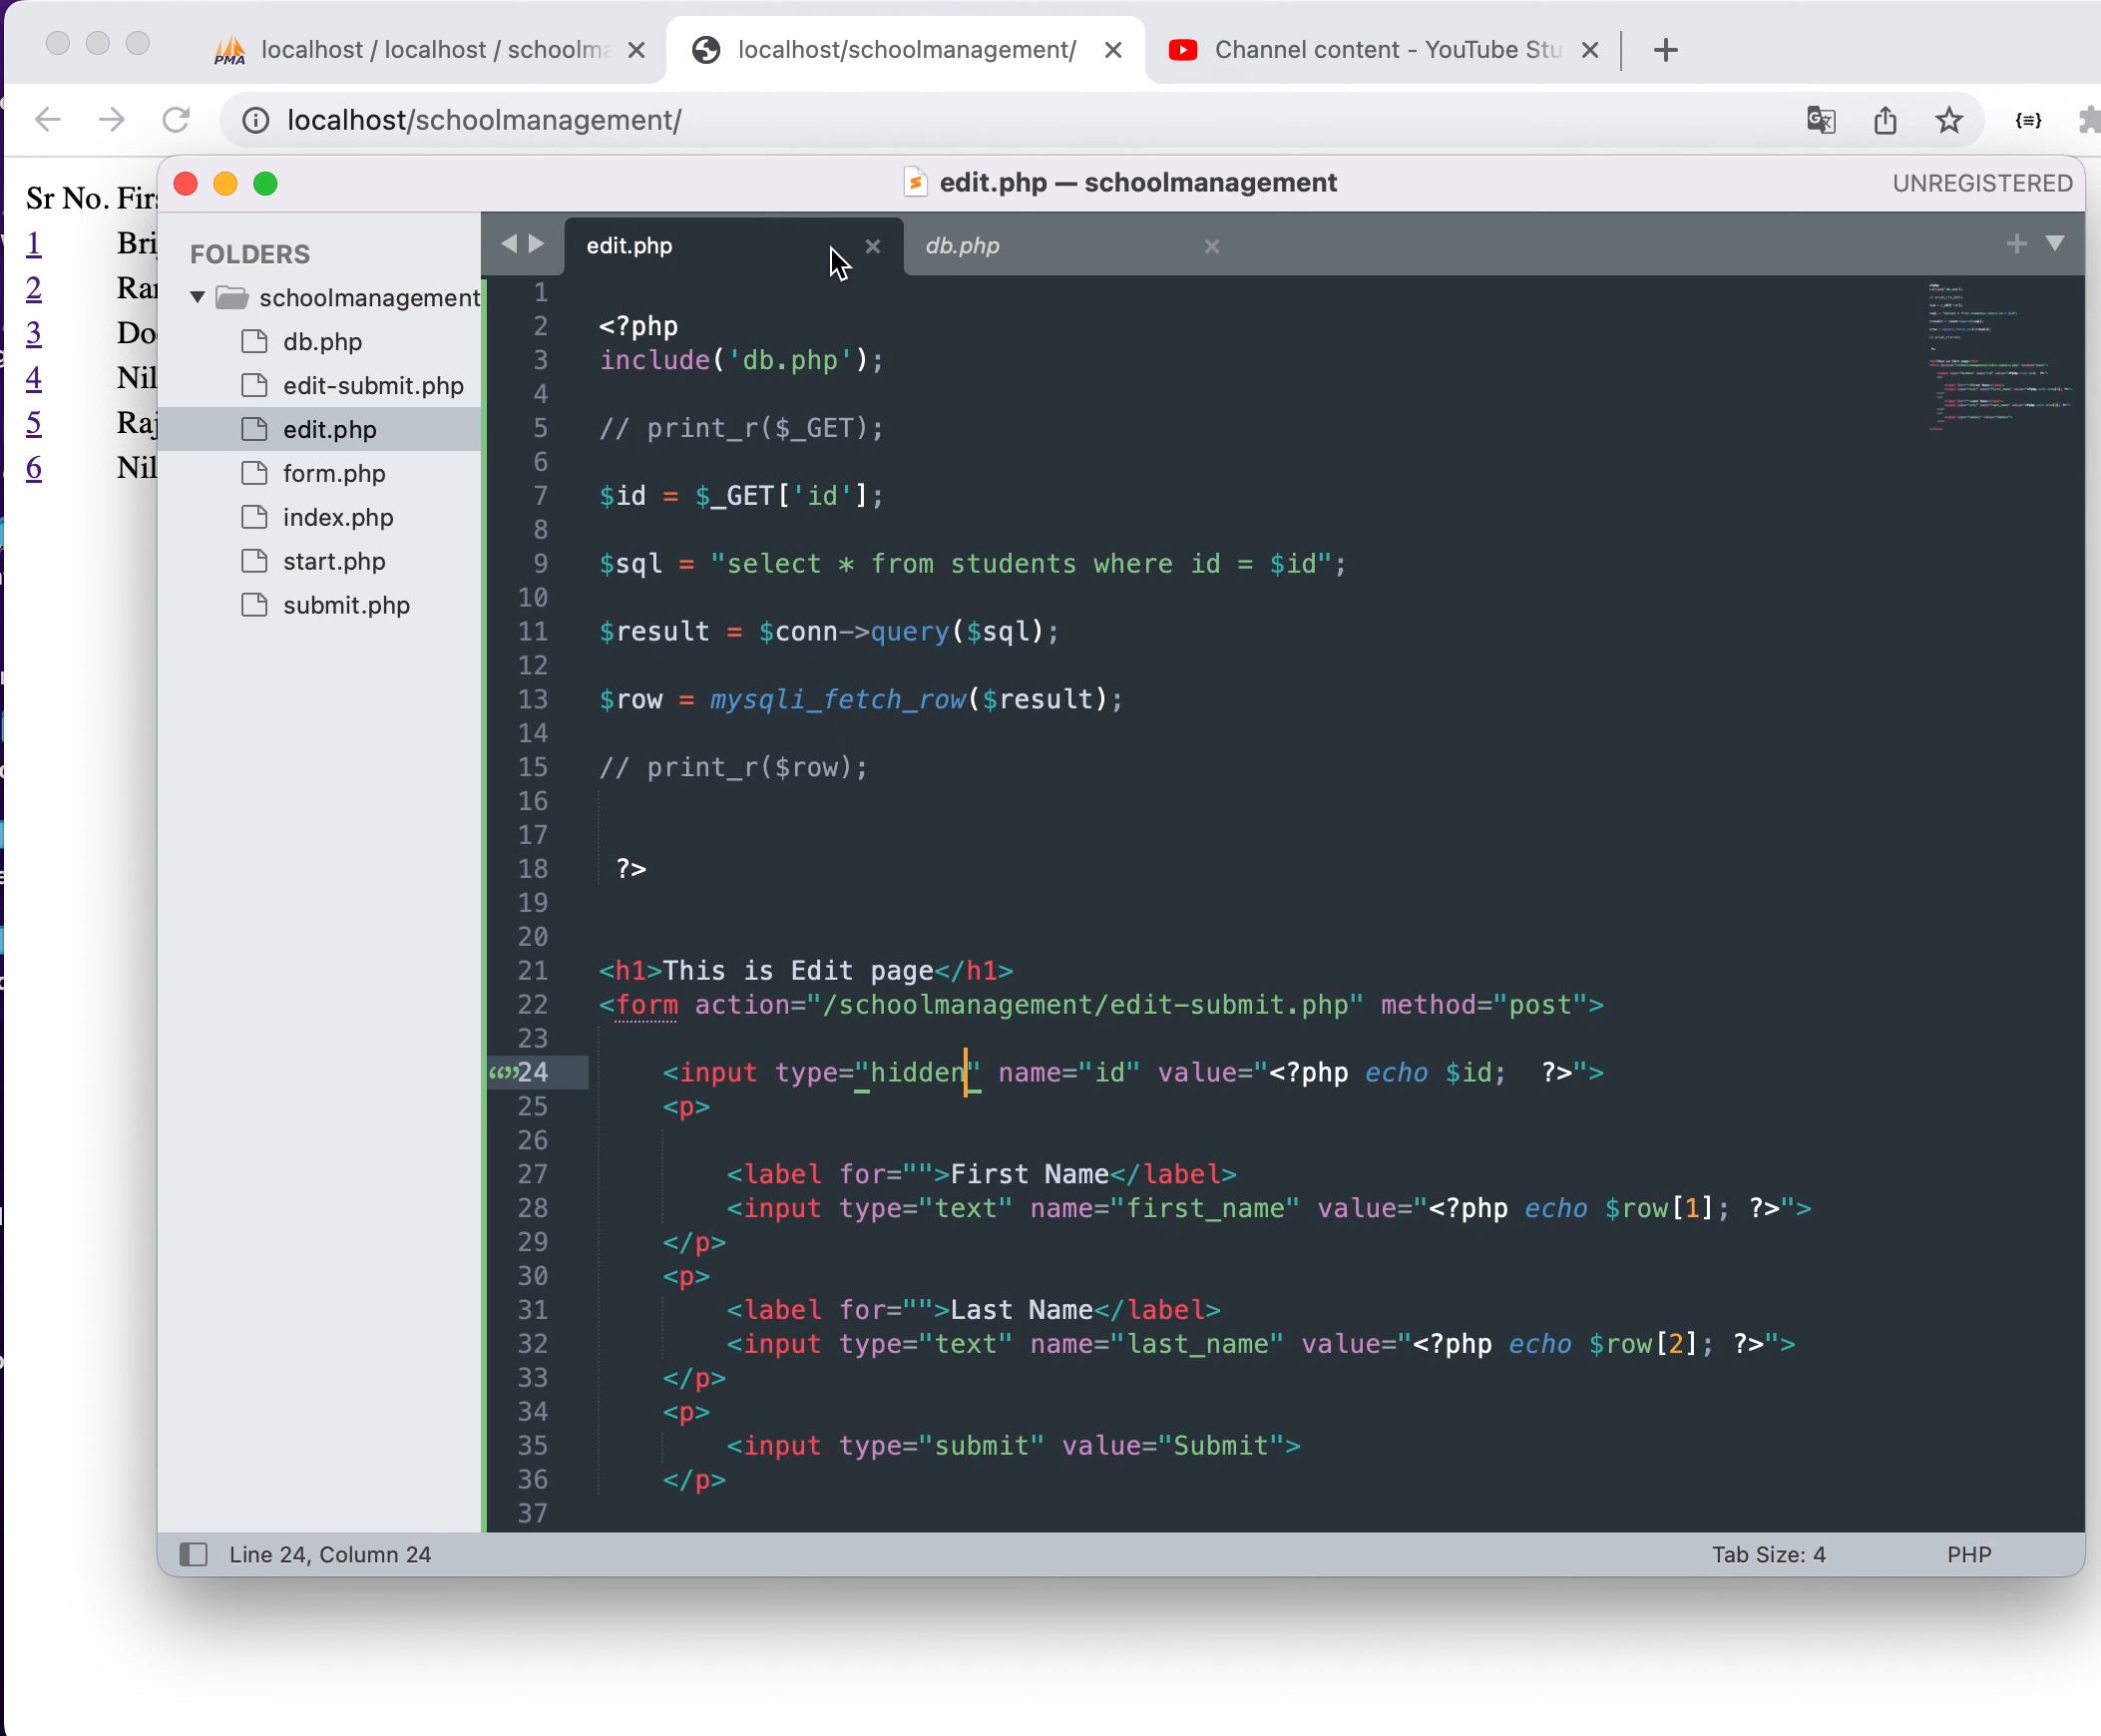 localhost / localhost / schoolma
localhost/schoolmanagement/
Channel content - YouTube Stu
localhost/schoolmanagement/
Sr No. Firs
1 Bri
2 Ran
3 Do
4 Nil
5 Raj
6 Nil
edit.php — schoolmanagement
UNREGISTERED
FOLDERS
schoolmanagement
db.php
edit-submit.php
edit.php
form.php
index.php
start.php
submit.php
edit.php
db.php
1
2 <?php
3 include('db.php');
4
5 // print_r($_GET);
6
7 $id = $_GET['id'];
8
9 $sql = "select * from students where id = $id";
10
11 $result = $conn->query($sql);
12
13 $row = mysqli_fetch_row($result);
14
15 // print_r($row);
16
17
18 ?>
19
20
21 <h1>This is Edit page</h1>
22 <form action="/schoolmanagement/edit-submit.php" method="post">
23
24 <input type="hidden" name="id" value="<?php echo $id;  ?>">
25 <p>
26
27 <label for="">First Name</label>
28 <input type="text" name="first_name" value="<?php echo $row[1]; ?>">
29 </p>
30 <p>
31 <label for="">Last Name</label>
32 <input type="text" name="last_name" value="<?php echo $row[2]; ?>">
33 </p>
34 <p>
35 <input type="submit" value="Submit">
36 </p>
37
Line 24, Column 24
Tab Size: 4
PHP